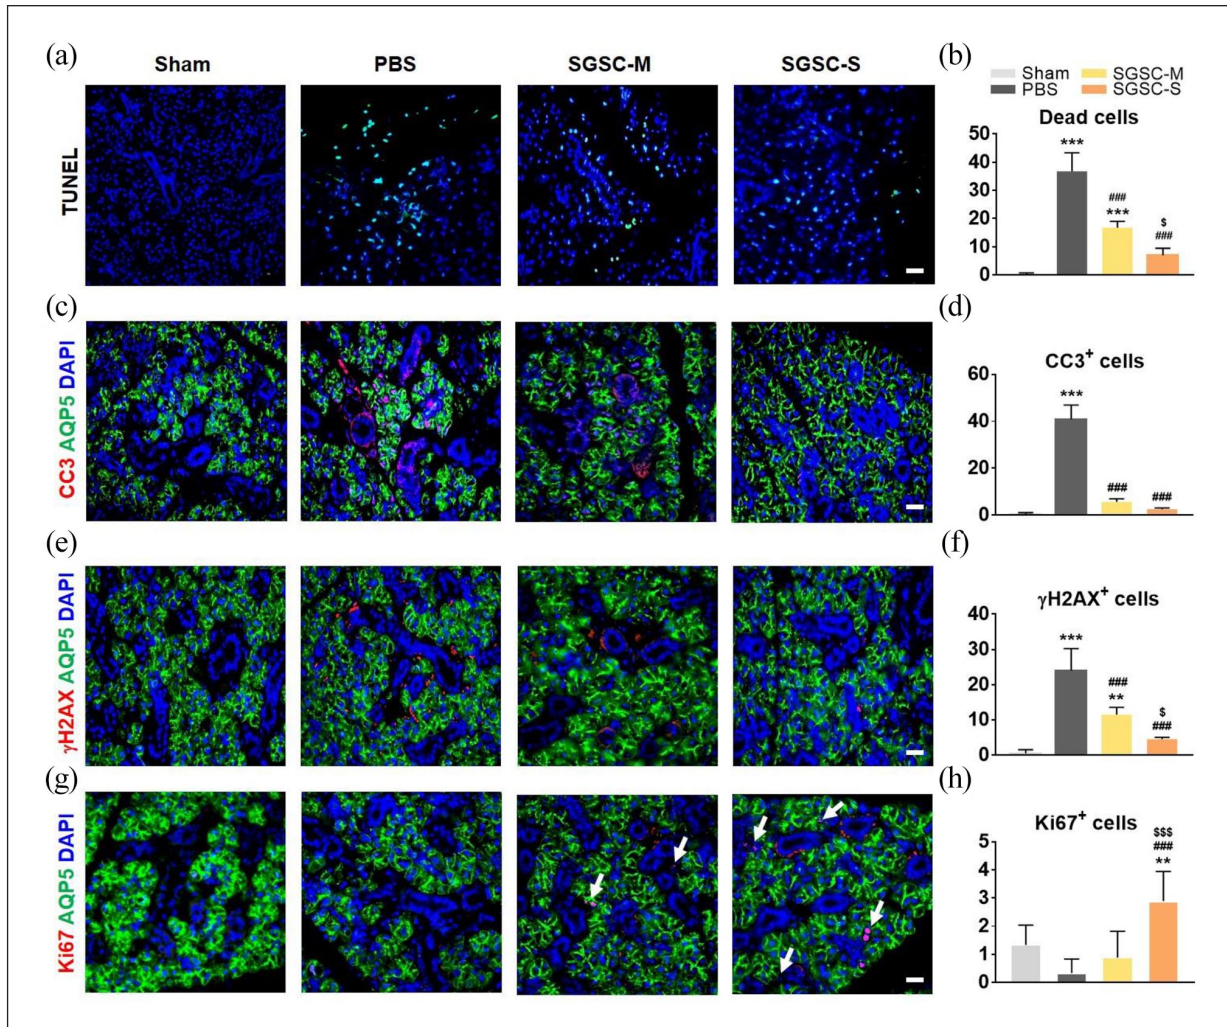 (a)
Sham PBS SGSC-M SGSC-S
TUNEL
(b)
Sham SGSC-M
PBS SGSC-S
Dead cells
50
40
30
20
10
0
***
###
***
$
###
(c)
CC3 AQP5 DAPI
(d)
CC3+ cells
60
40
20
0
***
###
###
(e)
γH2AX AQP5 DAPI
(f)
γH2AX+ cells
40
30
20
10
0
***
###
**
$
###
(g)
Ki67 AQP5 DAPI
(h)
Ki67+ cells
5
4
3
2
1
0
$$$
###
**